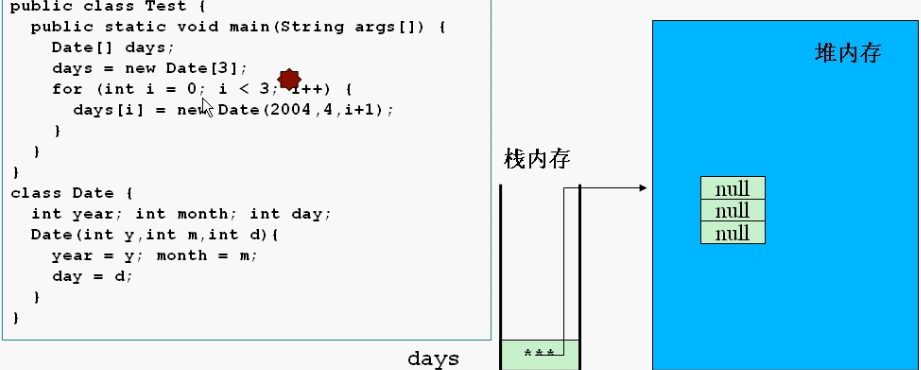 public class Test {
public static void main(String args[]) {
Date[] days;
days = new Date[3];
for (int i = 0; i < 3; i++) {
days[i] = new Date(2004,4,i+1);
}
}
}
class Date {
int year; int month; int day;
Date(int y,int m,int d){
year = y; month = m;
day = d;
}
}
栈内存
days
***
堆内存
null
null
null